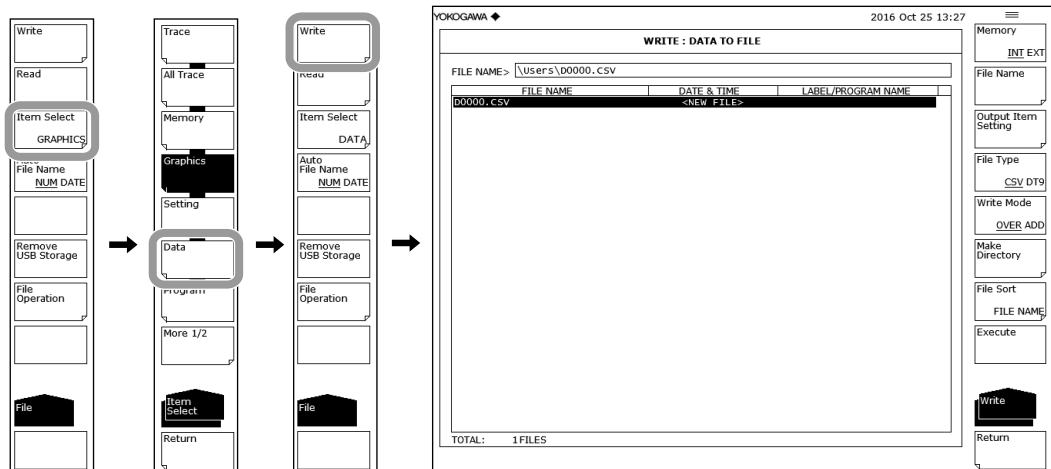 Write
Read
Item Select
GRAPHICS
Auto
File Name
NUM DATE
Remove
USB Storage
File
Operation
File
Trace
All Trace
Memory
Graphics
Setting
Data
Program
More 1/2
Item
Select
Return
Write
Read
Item Select
DATA
Auto
File Name
NUM DATE
Remove
USB Storage
File
Operation
File
YOKOGAWA
2016 Oct 25 13:27
WRITE : DATA TO FILE
FILE NAME> \Users\D0000.CSV
FILE NAME DATE & TIME LABEL/PROGRAM NAME
D0000.CSV <NEW FILE>
TOTAL: 1FILES
Memory
INT EXT
File Name
Output Item
Setting
File Type
CSV DT9
Write Mode
OVER ADD
Make
Directory
File Sort
FILE NAME
Execute
Write
Return